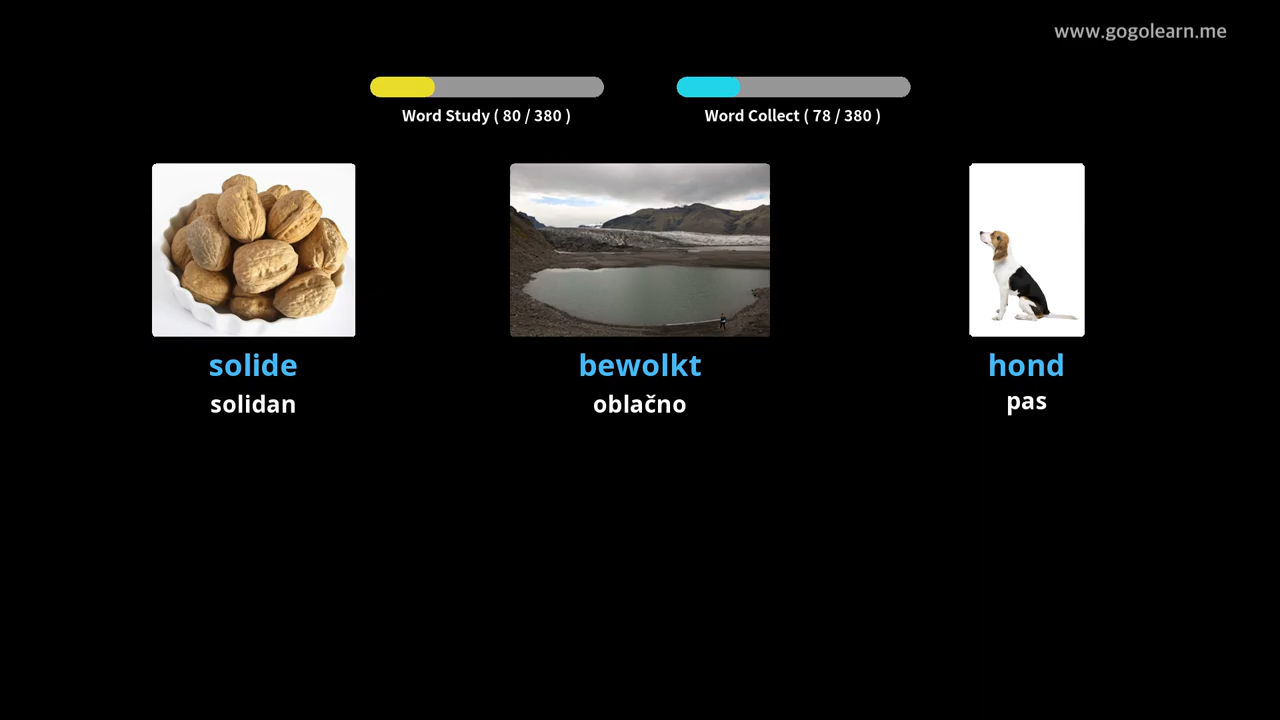 www.gogolearn.me
Word Study ( 80 / 380 )
Word Collect ( 78 / 380 )
solide
solidan
bewolkt
oblačno
hond
pas